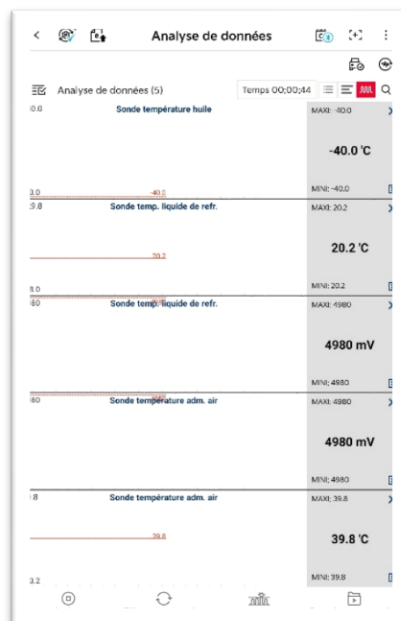 Analyse de données
Analyse de données (5)
Temps 00:00:44
Sonde température huile
MAXI: -40.0
-40.0 °C
MINI: -40.0
-40.0
Sonde temp. liquide de refr.
MAXI: 20.2
20.2
20.2 °C
MINI: 20.2
Sonde temp. liquide de refr.
MAXI: 4980
4980 mV
MINI: 4980
Sonde température adm. air
MAXI: 4980
4980 mV
MINI: 4980
Sonde température adm. air
MAXI: 39.8
39.8
39.8 °C
MINI: 39.8